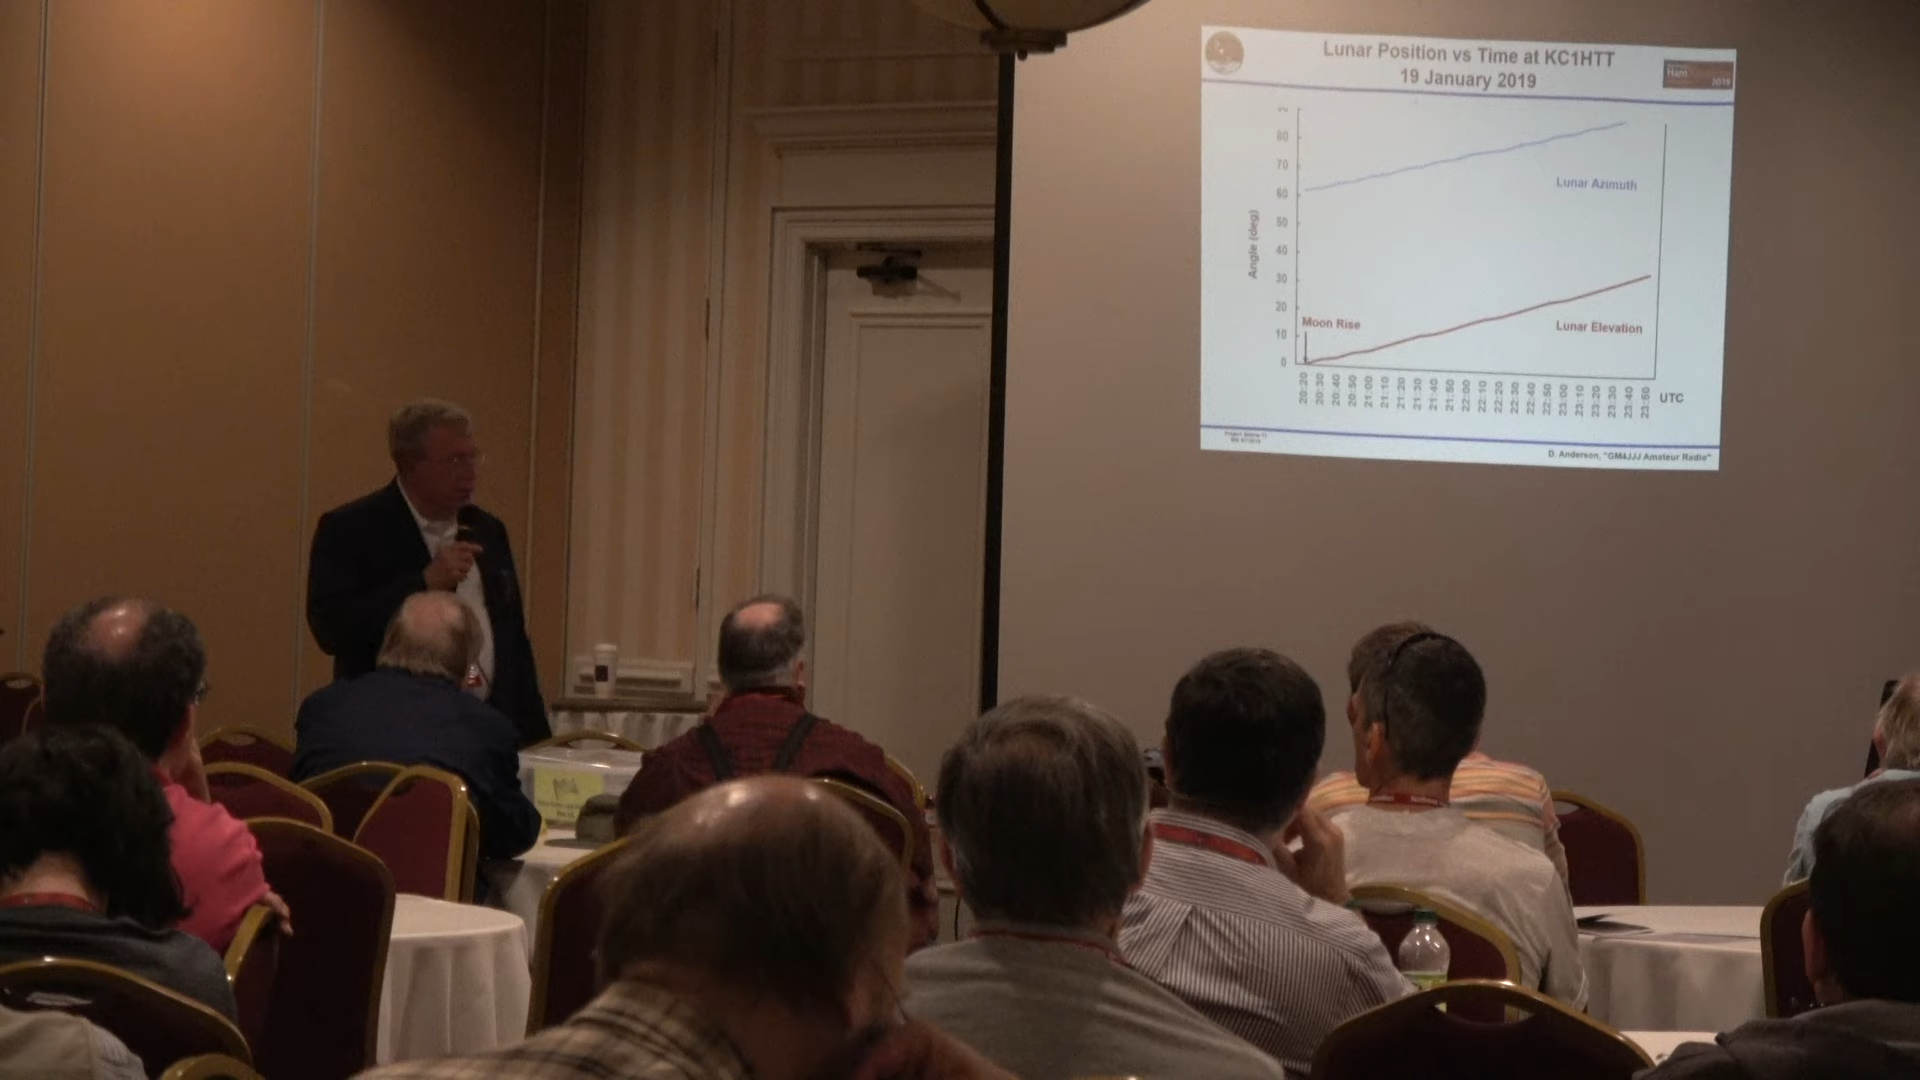 Lunar Position vs Time at KC1HTT
19 January 2019
Ham
2019
80
70
60
50
40
30
20
10
0
Angle (deg)
Lunar Azimuth
Moon Rise
Lunar Elevation
20:20 20:30 20:40 20:50 21:00 21:10 21:20 21:30 21:40 21:50 22:00 22:10 22:20 22:30 22:40 22:50 23:00 23:10 23:20 23:30 23:40 23:50
UTC
D. Anderson, "GM4JJJ Amateur Radio"